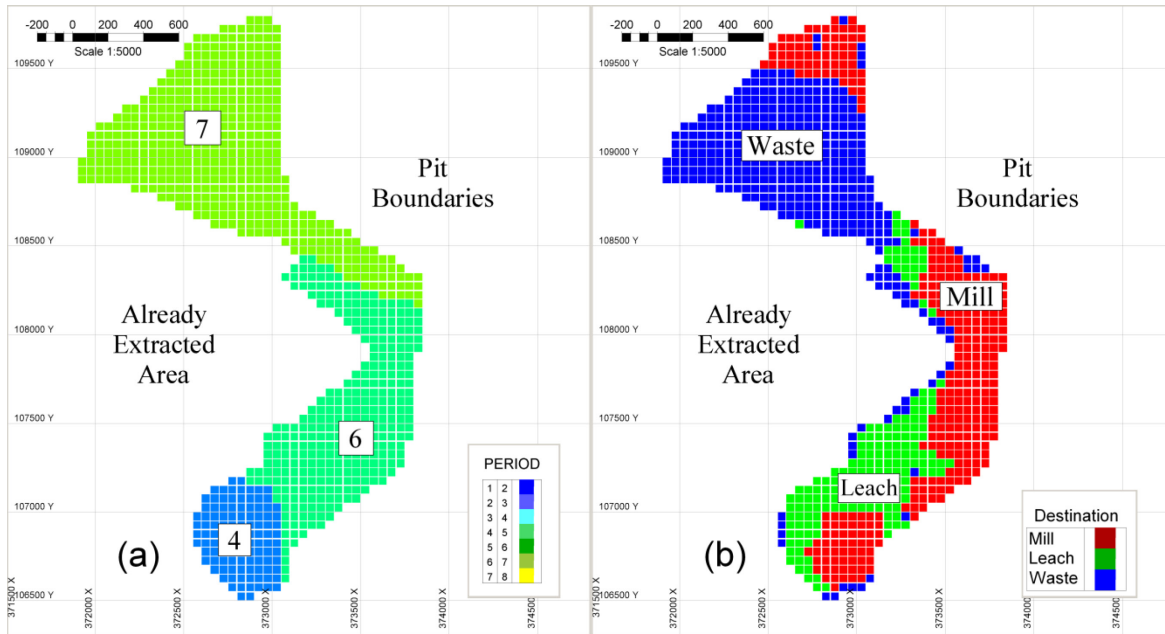 -200 0 200 400 600
Scale 1:5000
109500 Y
7
109000 Y
Pit
Boundaries
108500 Y
Already
Extracted
Area
108000 Y
107500 Y
6
PERIOD
1 2
2 3
3 4
4 5
5 6
6 7
7 8
107000 Y
4
(a)
106500 Y
371500 X
372000 X
372500 X
373000 X
373500 X
374000 X
374500 X
-200 0 200 400 600
Scale 1:5000
109500 Y
Waste
109000 Y
Pit
Boundaries
108500 Y
Mill
Already
Extracted
Area
108000 Y
107500 Y
Leach
107000 Y
Destination
Mill
Leach
Waste
(b)
106500 Y
371500 X
372000 X
372500 X
373000 X
373500 X
374000 X
374500 X